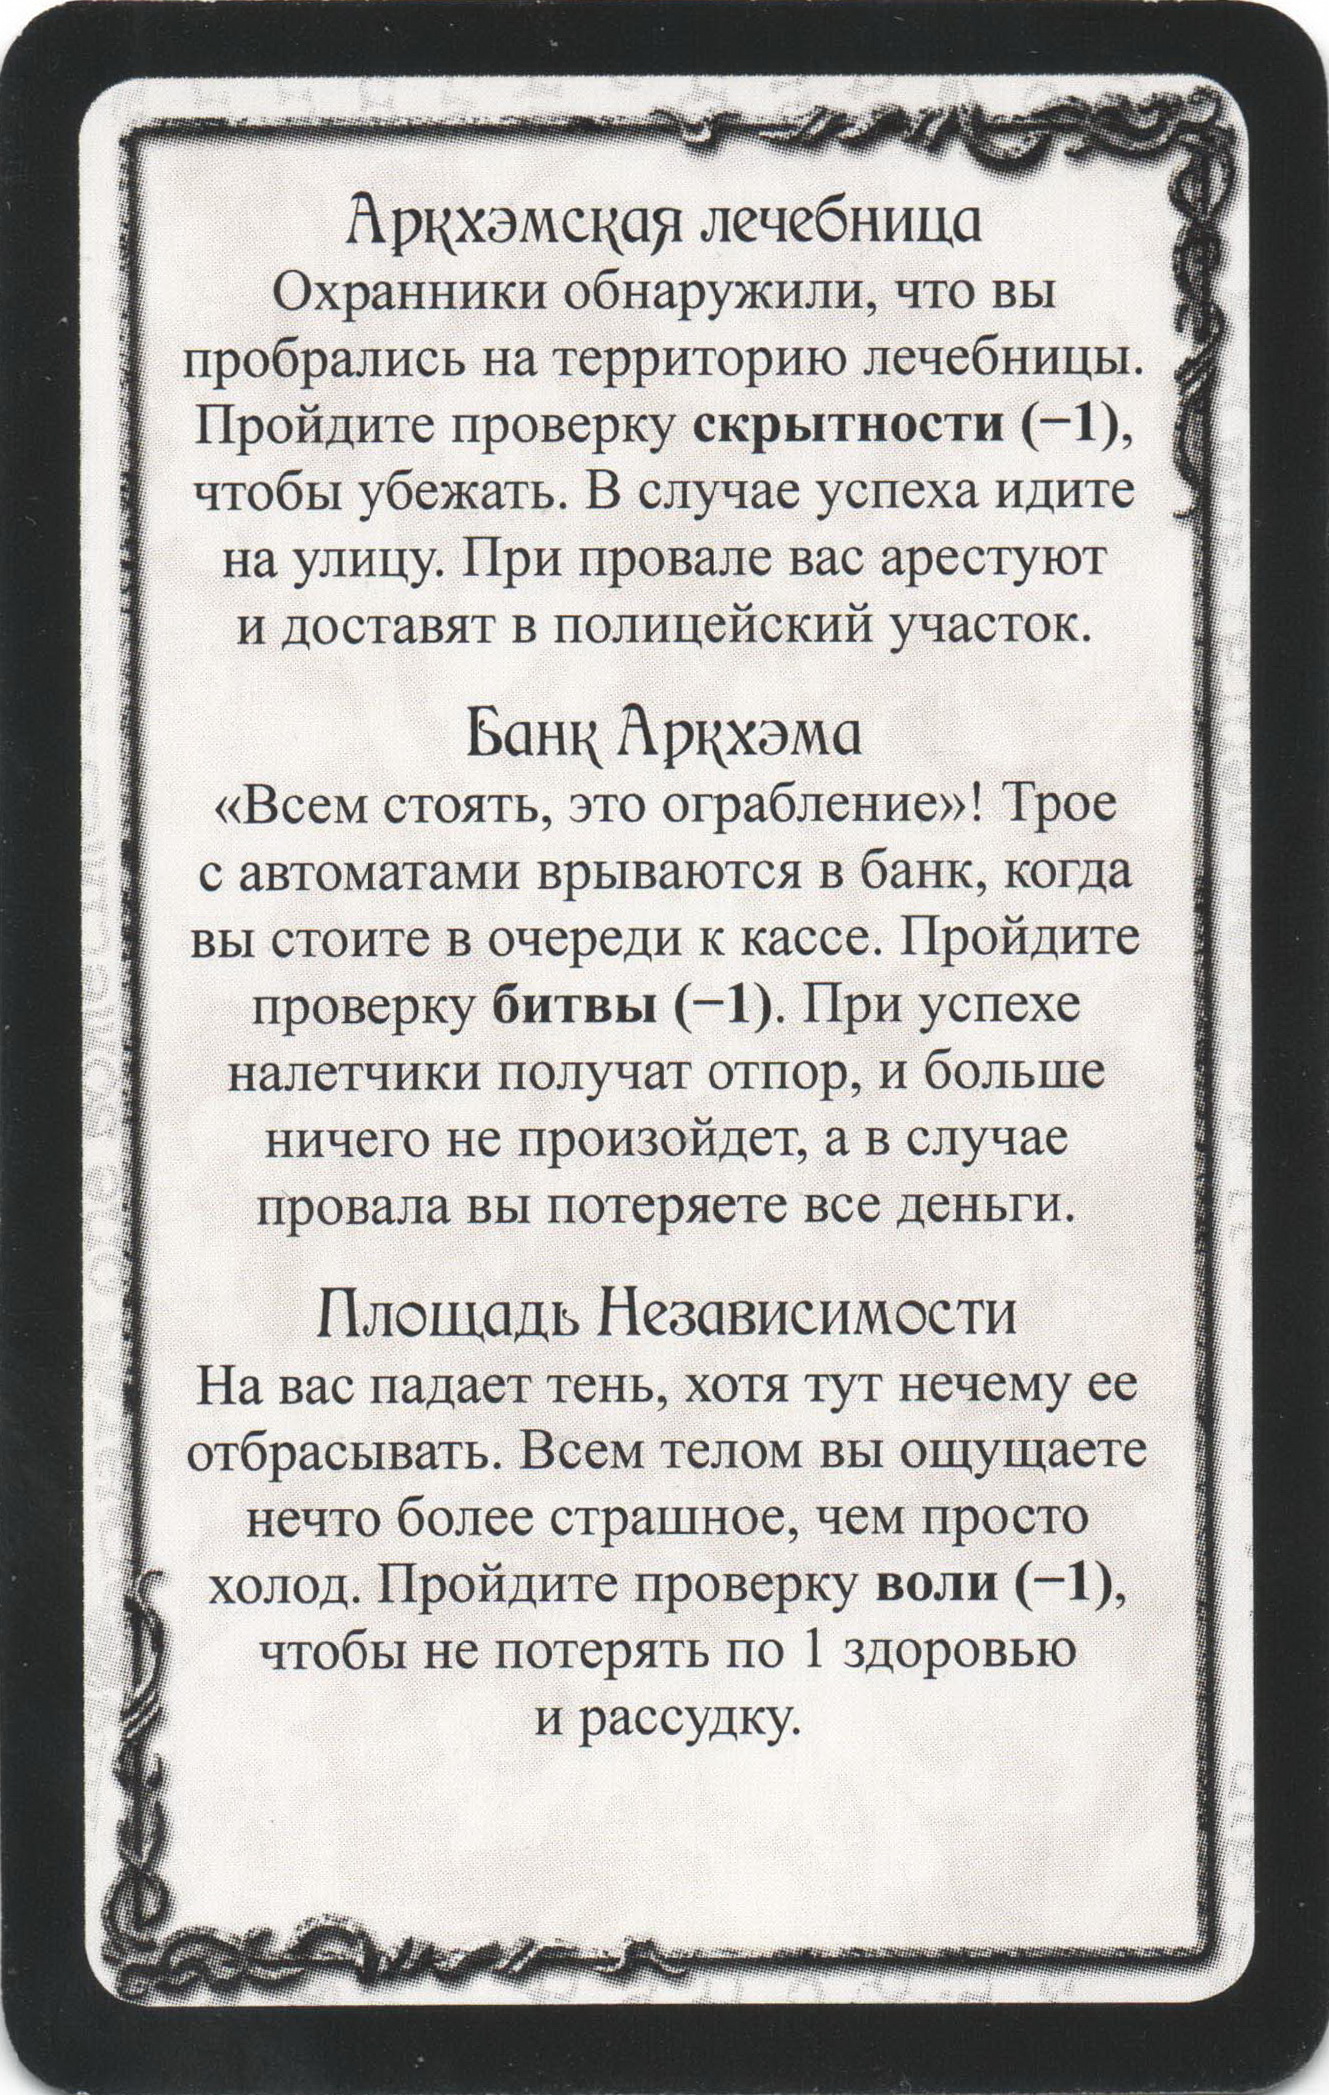 Аркхэмская лечебница
Охранники обнаружили, что вы
пробрались на территорию лечебницы.
Пройдите проверку скрытности (−1),
чтобы убежать. В случае успеха идите
на улицу. При провале вас арестуют
и доставят в полицейский участок.
Банк Аркхэма
«Всем стоять, это ограбление»! Трое
с автоматами врываются в банк, когда
вы стоите в очереди к кассе. Пройдите
проверку битвы (−1). При успехе
налетчики получат отпор, и больше
ничего не произойдет, а в случае
провала вы потеряете все деньги.
Площадь Независимости
На вас падает тень, хотя тут нечему ее
отбрасывать. Всем телом вы ощущаете
нечто более страшное, чем просто
холод. Пройдите проверку воли (−1),
чтобы не потерять по 1 здоровью
и рассудку.